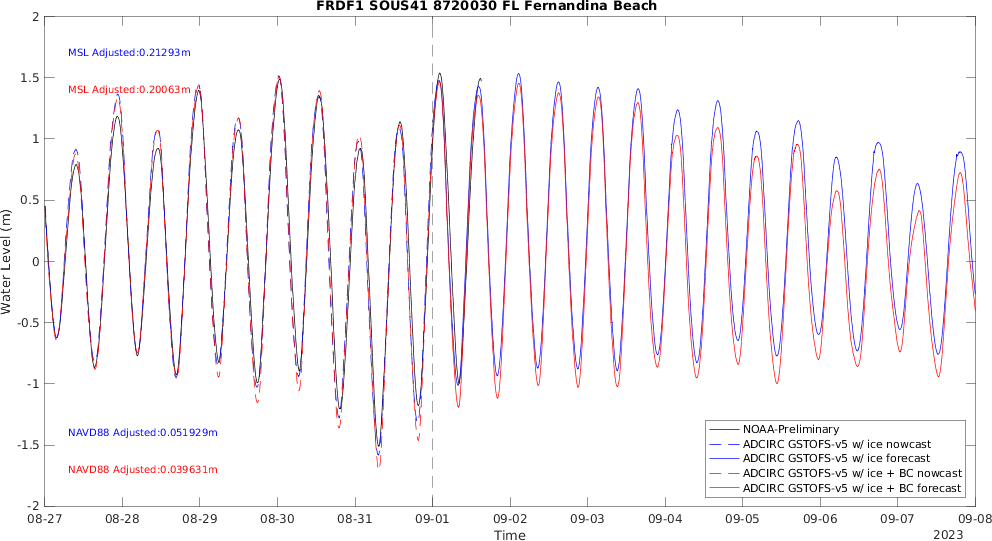 FRDF1 SOUS41 8720030 FL Fernandina Beach
MSL Adjusted:0.21293m
MSL Adjusted:0.20063m
NAVD88 Adjusted:0.051929m
NAVD88 Adjusted:0.039631m
Water Level (m)
2
1.5
1
0.5
0
-0.5
-1
-1.5
-2
NOAA-Preliminary
ADCIRC GSTOFS-v5 w/ ice nowcast
ADCIRC GSTOFS-v5 w/ ice forecast
ADCIRC GSTOFS-v5 w/ ice + BC nowcast
ADCIRC GSTOFS-v5 w/ ice + BC forecast
08-27 08-28 08-29 08-30 08-31 09-01 09-02 09-03 09-04 09-05 09-06 09-07 09-08
Time
2023